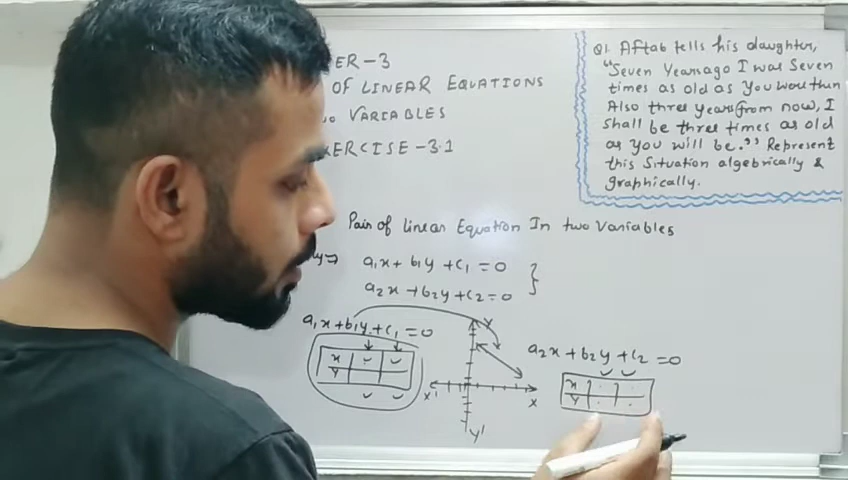 ER-3
OF LINEAR EQUATIONS
VARIABLES
ERCISE-3.1
Q1. Aftab tells his daughter,
"Seven Years ago I was Seven
times as old as You were then
Also three years from now, I
Shall be three times as old
as you will be." Represent
this Situation algebrically &
graphically.
Pair of linear Equation In two Variables
y⇒ a₁x + b₁y + c₁ = 0
a₂x + b₂y + c₂ = 0
a₁x + b₁y + c₁ = 0
x
y
Y
X'
X
Y'
a₂x + b₂y + c₂ = 0
x
y